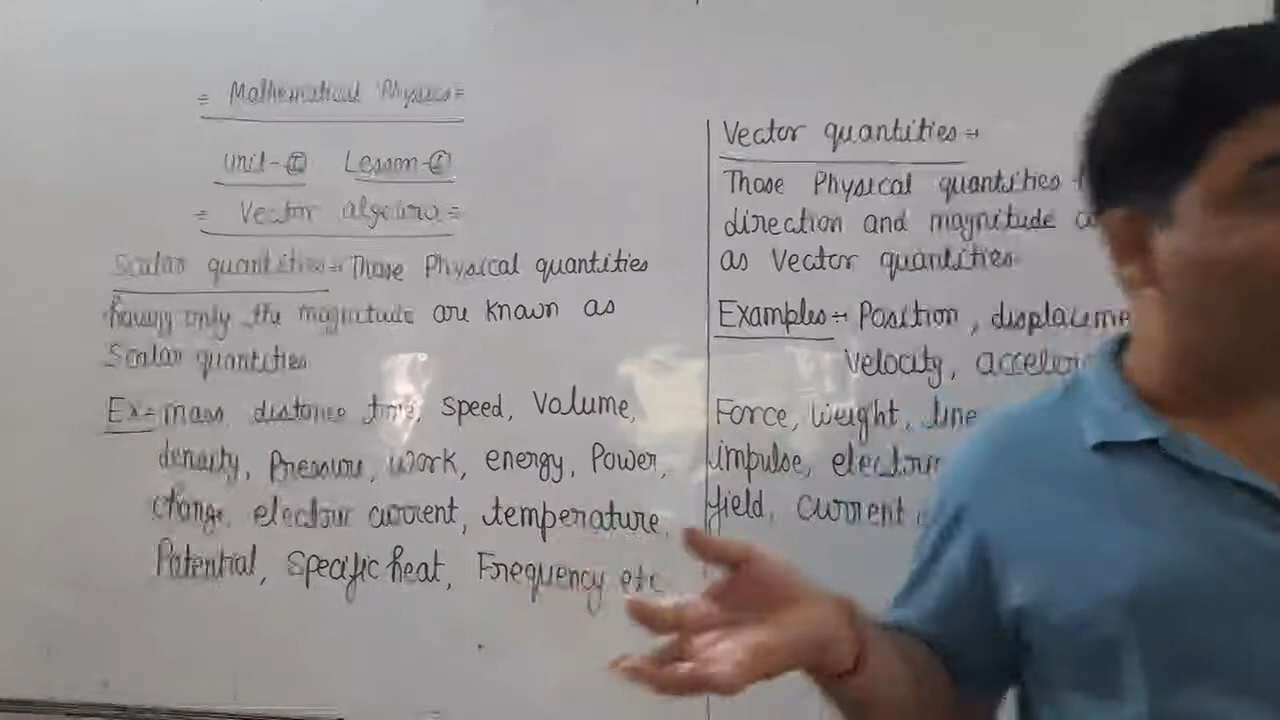 = Mathematical Physics =
Unit-① Lesson-①
= Vector algebra =
Scalar quantities → Those Physical quantities
having only the magnitude are known as
Scalar quantities
Ex = mass, distance time, speed, Volume,
density, Pressure, work, energy, Power,
charge, electric current, temperature,
Potential, Specific heat, Frequency etc
Vector quantities →
Those Physical quantities
direction and magnitude
as Vector quantities
Examples → Position, displaceme
Velocity, acceler
Force, Weight, line
impulse, electric
field, current